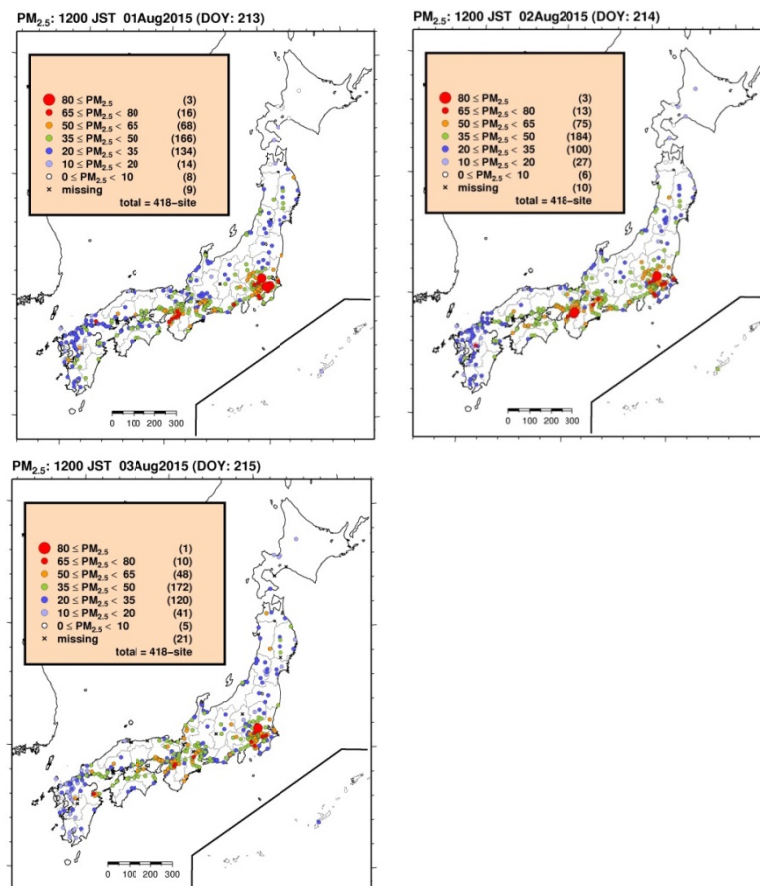 PM2.5: 1200 JST 01Aug2015 (DOY: 213)
80 ≤ PM2.5 (3)
65 ≤ PM2.5 < 80 (16)
50 ≤ PM2.5 < 65 (68)
35 ≤ PM2.5 < 50 (166)
20 ≤ PM2.5 < 35 (134)
10 ≤ PM2.5 < 20 (14)
0 ≤ PM2.5 < 10 (8)
missing (9)
total = 418-site
0 100 200 300
PM2.5: 1200 JST 02Aug2015 (DOY: 214)
80 ≤ PM2.5 (3)
65 ≤ PM2.5 < 80 (13)
50 ≤ PM2.5 < 65 (75)
35 ≤ PM2.5 < 50 (184)
20 ≤ PM2.5 < 35 (100)
10 ≤ PM2.5 < 20 (27)
0 ≤ PM2.5 < 10 (6)
missing (10)
total = 418-site
0 100 200 300
PM2.5: 1200 JST 03Aug2015 (DOY: 215)
80 ≤ PM2.5 (1)
65 ≤ PM2.5 < 80 (10)
50 ≤ PM2.5 < 65 (48)
35 ≤ PM2.5 < 50 (172)
20 ≤ PM2.5 < 35 (120)
10 ≤ PM2.5 < 20 (41)
0 ≤ PM2.5 < 10 (5)
missing (21)
total = 418-site
0 100 200 300